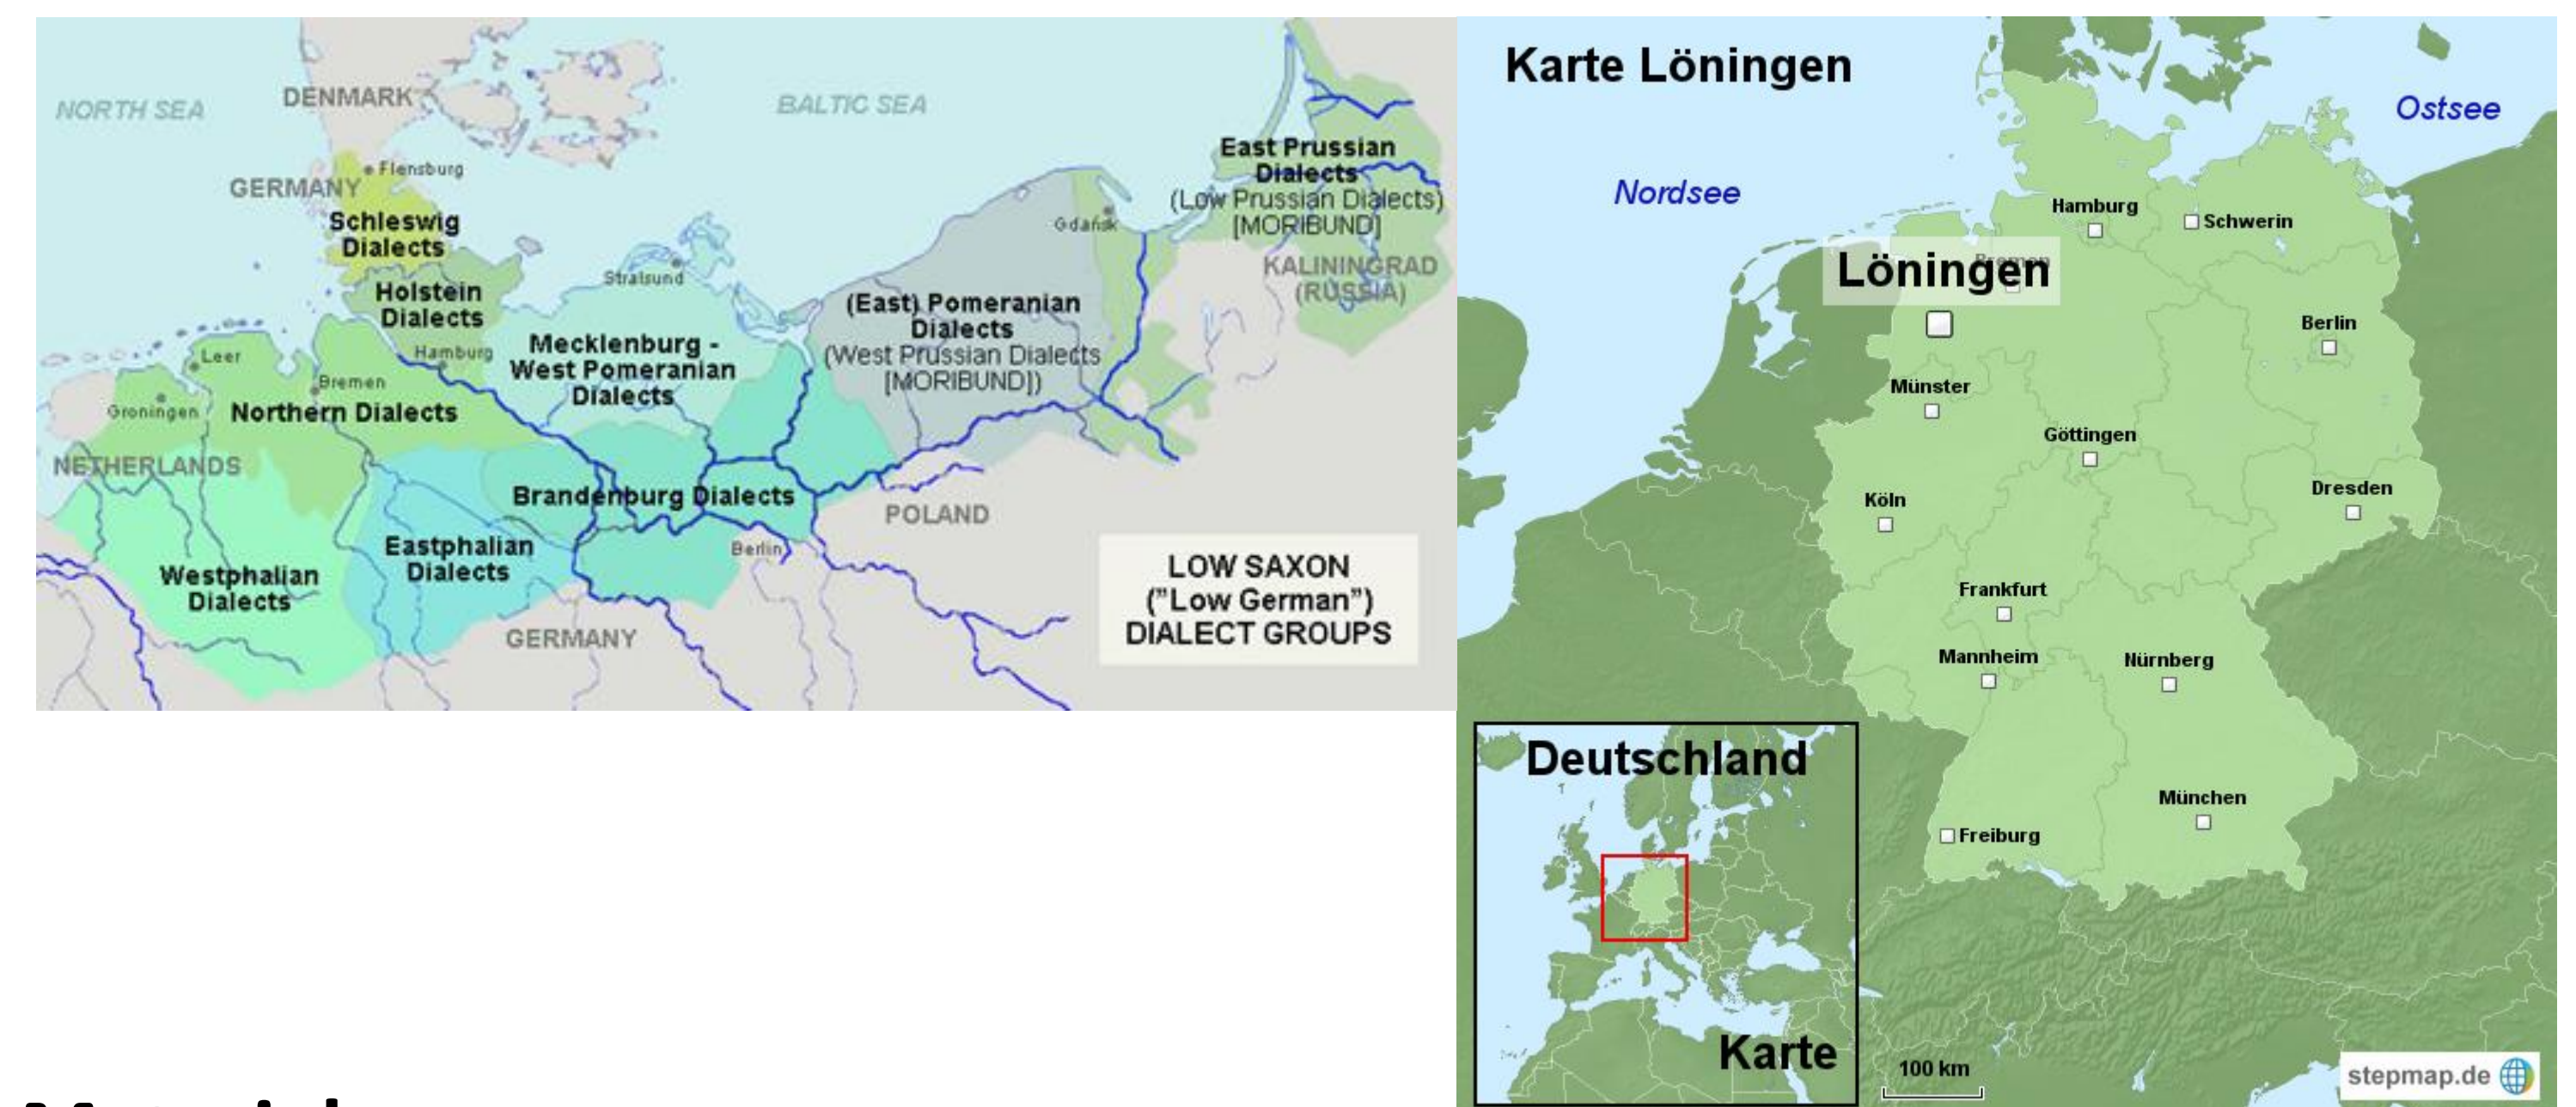 NORTH SEA
DENMARK
BALTIC SEA
Flensburg
GERMANY
Schleswig
Dialects
Holstein
Dialects
Hamburg
Leer
Bremen
Groningen
Northern Dialects
NETHERLANDS
Stralsund
Mecklenburg -
West Pomeranian
Dialects
Gdańsk
(East) Pomeranian
Dialects
(West Prussian Dialects
[MORIBUND])
East Prussian
Dialects
(Low Prussian Dialects)
[MORIBUND]
KALININGRAD
(RUSSIA)
Brandenburg Dialects
POLAND
Berlin
Eastphalian
Dialects
Westphalian
Dialects
GERMANY
LOW SAXON
("Low German")
DIALECT GROUPS
Karte Löningen
Ostsee
Nordsee
Hamburg
Schwerin
Bremen
Löningen
Berlin
Münster
Göttingen
Köln
Dresden
Frankfurt
Mannheim
Nürnberg
München
Freiburg
Deutschland
Karte
100 km
stepmap.de